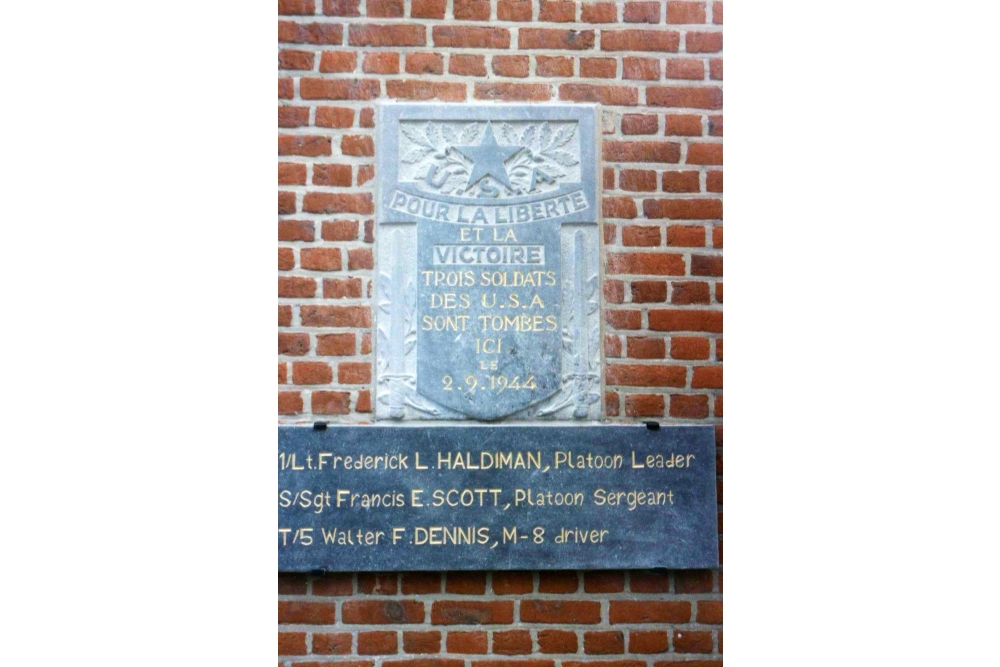 U.S.A
POUR LA LIBERTE
ET LA
VICTOIRE
TROIS SOLDATS
DES U.S.A
SONT TOMBES
ICI
LE
2.9.1944
1/Lt.Frederick L.HALDIMAN, Platoon Leader
S/Sgt Francis E.SCOTT, Platoon Sergeant
T/5 Walter F.DENNIS, M-8 driver